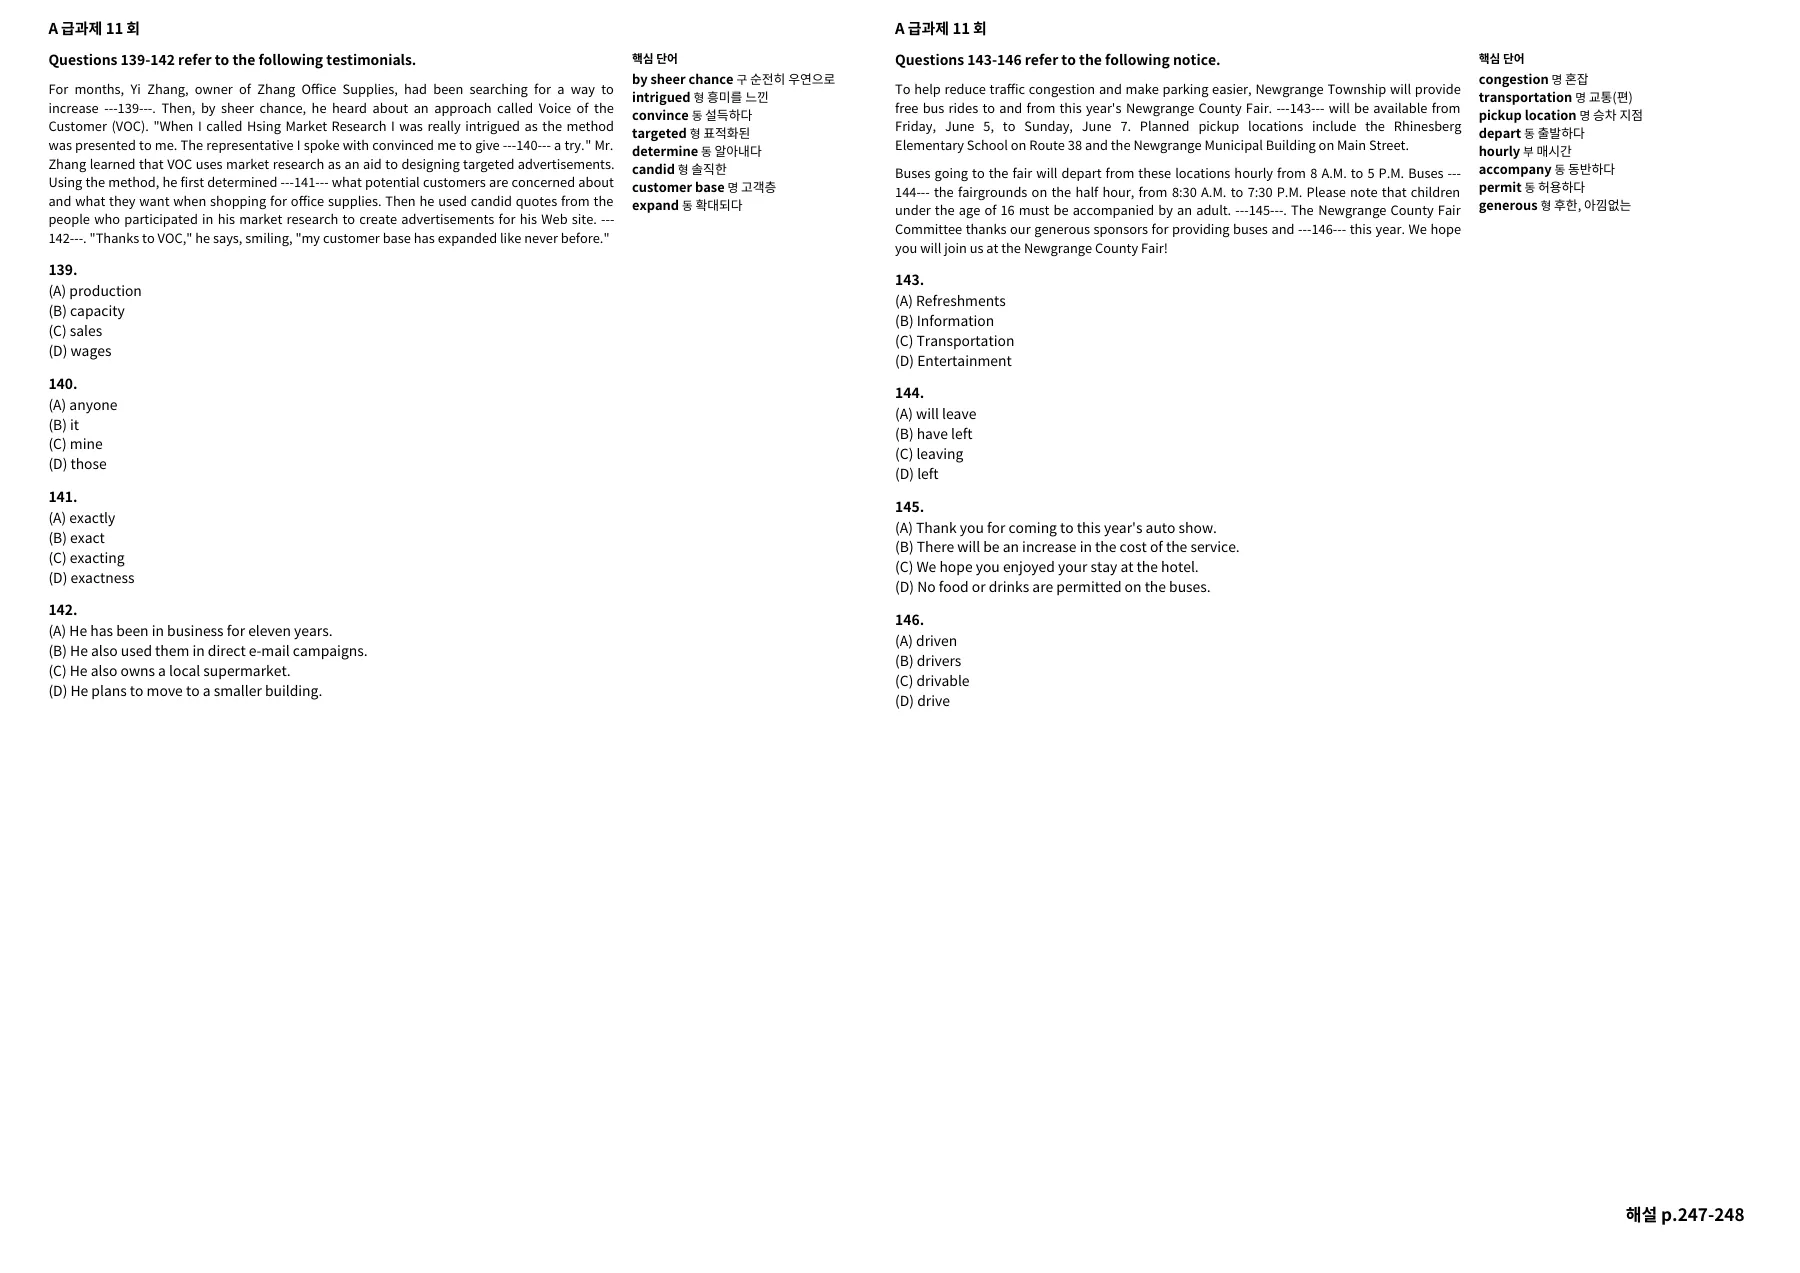 A 급과제 11 회
Questions 139-142 refer to the following testimonials.
For months, Yi Zhang, owner of Zhang Office Supplies, had been searching for a way to
increase ---139---. Then, by sheer chance, he heard about an approach called Voice of the
Customer (VOC). "When I called Hsing Market Research I was really intrigued as the method
was presented to me. The representative I spoke with convinced me to give ---140--- a try." Mr.
Zhang learned that VOC uses market research as an aid to designing targeted advertisements.
Using the method, he first determined ---141--- what potential customers are concerned about
and what they want when shopping for office supplies. Then he used candid quotes from the
people who participated in his market research to create advertisements for his Web site. ---
142---. "Thanks to VOC," he says, smiling, "my customer base has expanded like never before."
139.
(A) production
(B) capacity
(C) sales
(D) wages
140.
(A) anyone
(B) it
(C) mine
(D) those
141.
(A) exactly
(B) exact
(C) exacting
(D) exactness
142.
(A) He has been in business for eleven years.
(B) He also used them in direct e-mail campaigns.
(C) He also owns a local supermarket.
(D) He plans to move to a smaller building.
핵심 단어
by sheer chance 구 순전히 우연으로
intrigued 형 흥미를 느낀
convince 동 설득하다
targeted 형 표적화된
determine 동 알아내다
candid 형 솔직한
customer base 명 고객층
expand 동 확대되다
A 급과제 11 회
Questions 143-146 refer to the following notice.
To help reduce traffic congestion and make parking easier, Newgrange Township will provide
free bus rides to and from this year's Newgrange County Fair. ---143--- will be available from
Friday, June 5, to Sunday, June 7. Planned pickup locations include the Rhinesberg
Elementary School on Route 38 and the Newgrange Municipal Building on Main Street.
Buses going to the fair will depart from these locations hourly from 8 A.M. to 5 P.M. Buses ---
144--- the fairgrounds on the half hour, from 8:30 A.M. to 7:30 P.M. Please note that children
under the age of 16 must be accompanied by an adult. ---145---. The Newgrange County Fair
Committee thanks our generous sponsors for providing buses and ---146--- this year. We hope
you will join us at the Newgrange County Fair!
143.
(A) Refreshments
(B) Information
(C) Transportation
(D) Entertainment
144.
(A) will leave
(B) have left
(C) leaving
(D) left
145.
(A) Thank you for coming to this year's auto show.
(B) There will be an increase in the cost of the service.
(C) We hope you enjoyed your stay at the hotel.
(D) No food or drinks are permitted on the buses.
146.
(A) driven
(B) drivers
(C) drivable
(D) drive
핵심 단어
congestion 명 혼잡
transportation 명 교통(편)
pickup location 명 승차 지점
depart 동 출발하다
hourly 부 매시간
accompany 동 동반하다
permit 동 허용하다
generous 형 후한, 아낌없는
해설 p.247-248